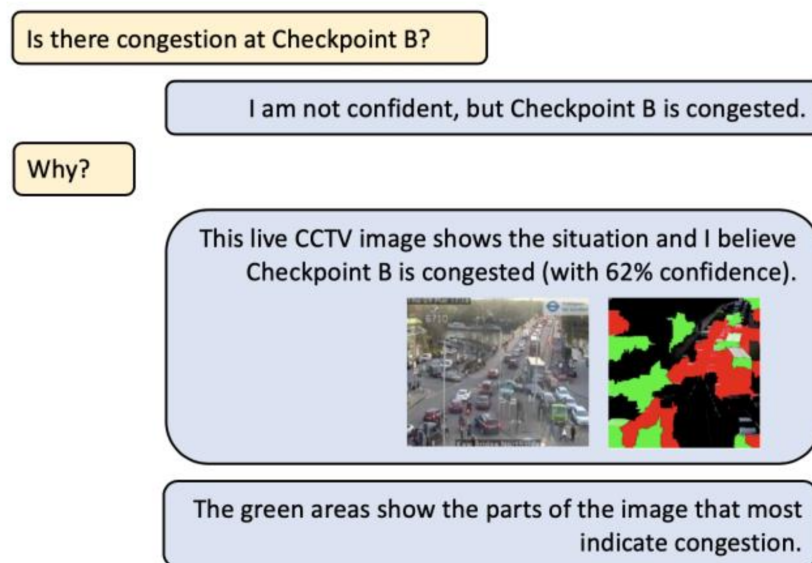 Is there congestion at Checkpoint B?
I am not confident, but Checkpoint B is congested.
Why?
This live CCTV image shows the situation and I believe
Checkpoint B is congested (with 62% confidence).
The green areas show the parts of the image that most
indicate congestion.